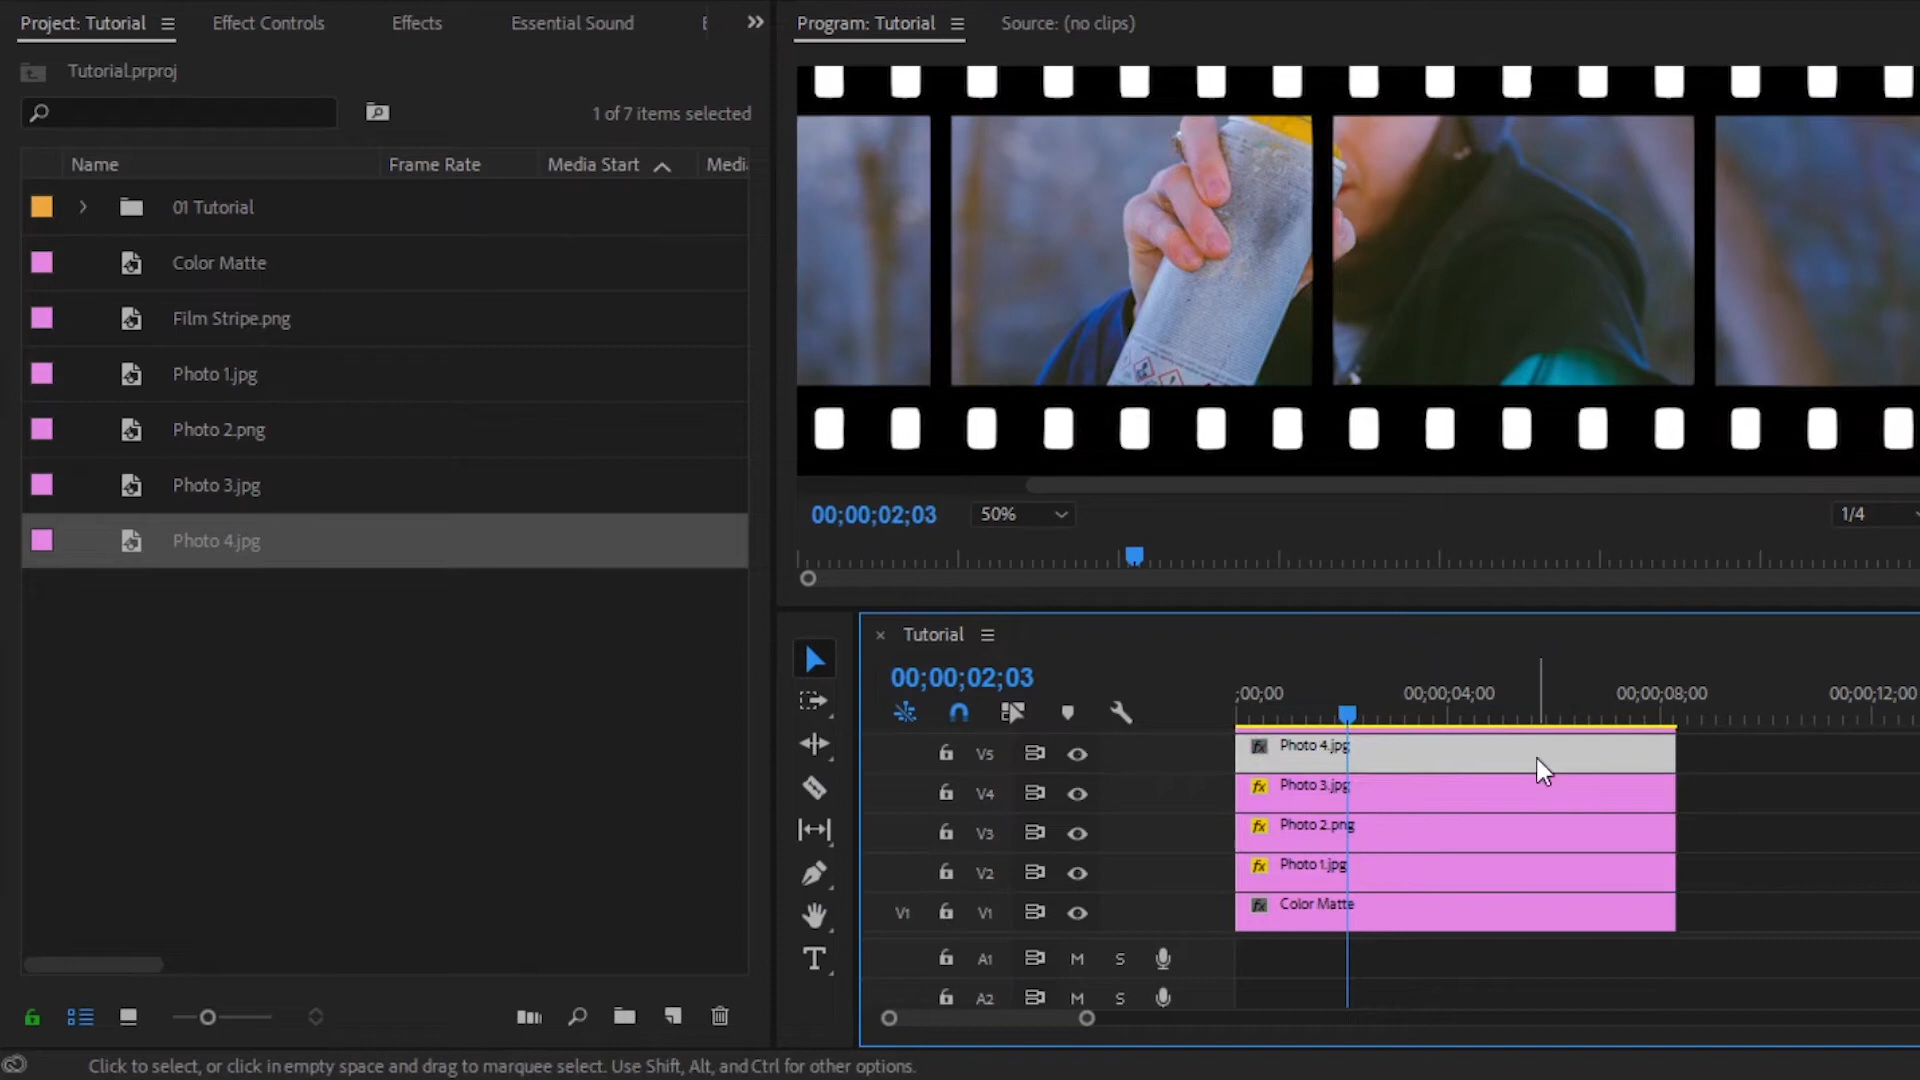 Project: Tutorial
Effect Controls
Effects
Essential Sound
Program: Tutorial
Source: (no clips)
Tutorial.prproj
1 of 7 items selected
Name
Frame Rate
Media Start
Medi
01 Tutorial
Color Matte
Film Stripe.png
Photo 1.jpg
Photo 2.png
Photo 3.jpg
Photo 4.jpg
00;00;02;03
50%
1/4
Tutorial
00;00;02;03
;00;00
00;00;04;00
00;00;08;00
00;00;12;00
V5
Photo 4.jpg
V4
Photo 3.jpg
V3
Photo 2.png
V2
Photo 1.jpg
V1
V1
Color Matte
A1
M
S
A2
M
S
Click to select, or click in empty space and drag to marquee select. Use Shift, Alt, and Ctrl for other options.